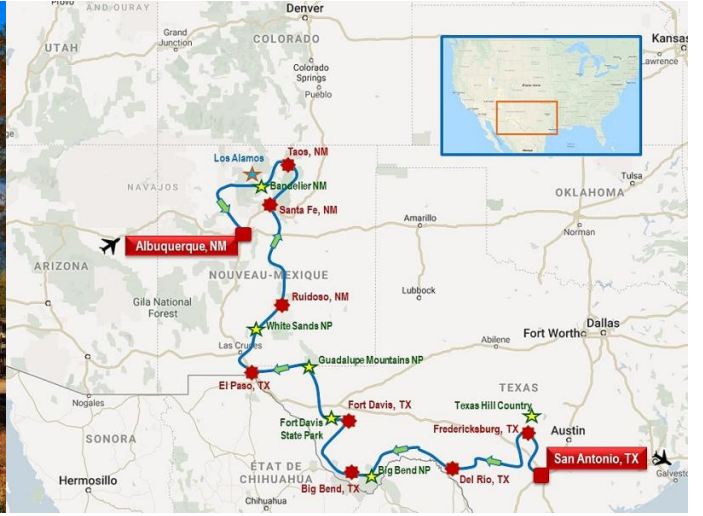 Provo
AND OURAY
Denver
Grand
Junction
COLORADO
UTAH
Colorado
Springs
Pueblo
Kansas
Lawrence
Taos, NM
Los Alamos
Bandelier NM
NAVAJOS
Santa Fe, NM
Tulsa
OKLAHOMA
Amarillo
Norman
Albuquerque, NM
ARIZONA
NOUVEAU-MEXIQUE
Gila National
Forest
Ruidoso, NM
Lubbock
White Sands NP
Las Cruces
Abilene
Fort Worth
Dallas
Guadalupe Mountains NP
El Paso, TX
TEXAS
Nogales
Fort Davis, TX
Texas Hill Country
Fort Davis
State Park
Fredericksburg, TX
Austin
SONORA
San Antonio, TX
ÉTAT DE
CHIHUAHUA
Big Bend NP
Del Rio, TX
Galvest
Hermosillo
Big Bend, TX
Chihuahua